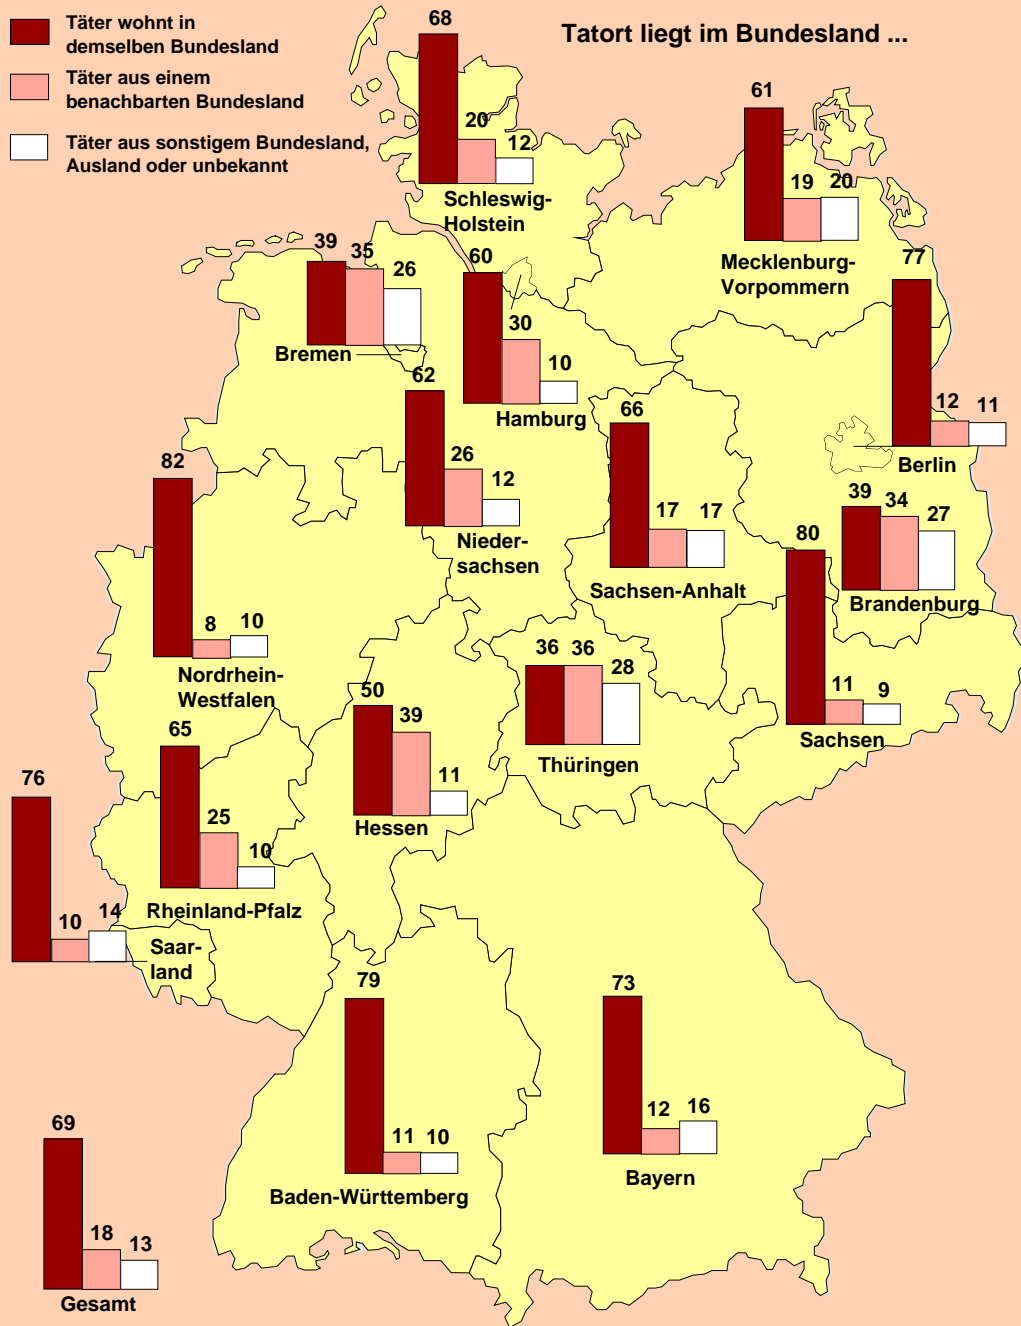 Täter wohnt in
demselben Bundesland
Täter aus einem
benachbarten Bundesland
Täter aus sonstigem Bundesland,
Ausland oder unbekannt
Tatort liegt im Bundesland ...
68
20
12
Schleswig-
Holstein
61
19
20
Mecklenburg-
Vorpommern
39
35
26
Bremen
60
30
10
Hamburg
77
12
11
Berlin
62
26
12
Nieder-
sachsen
66
17
17
Sachsen-Anhalt
39
34
27
Brandenburg
82
8
10
Nordrhein-
Westfalen
80
11
9
Sachsen
50
39
11
Hessen
36
36
28
Thüringen
65
25
10
Rheinland-Pfalz
76
10
14
Saar-
land
79
11
10
Baden-Württemberg
73
12
16
Bayern
69
18
13
Gesamt